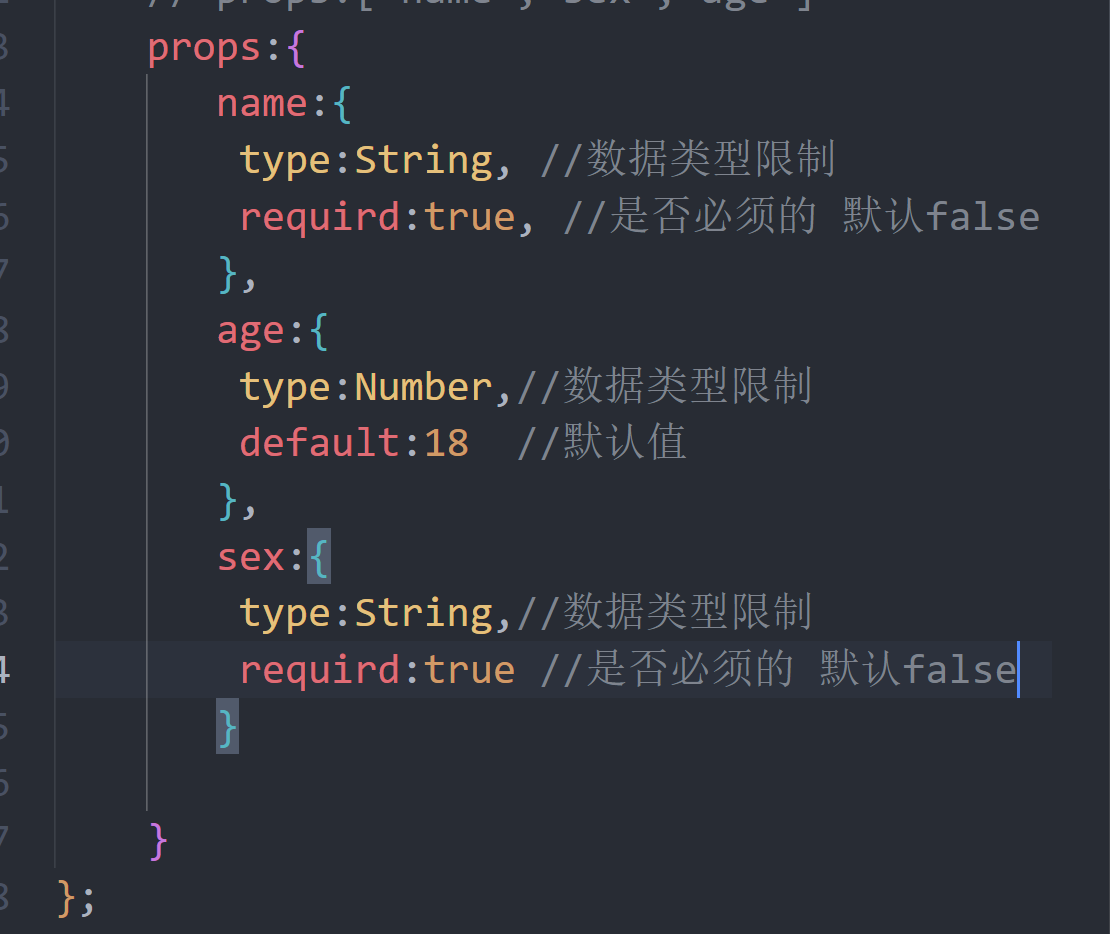 props:{
name:{
type:String, //数据类型限制
requird:true, //是否必须的 默认false
},
age:{
type:Number,//数据类型限制
default:18 //默认值
},
sex:{
type:String,//数据类型限制
requird:true //是否必须的 默认false
}
}
};